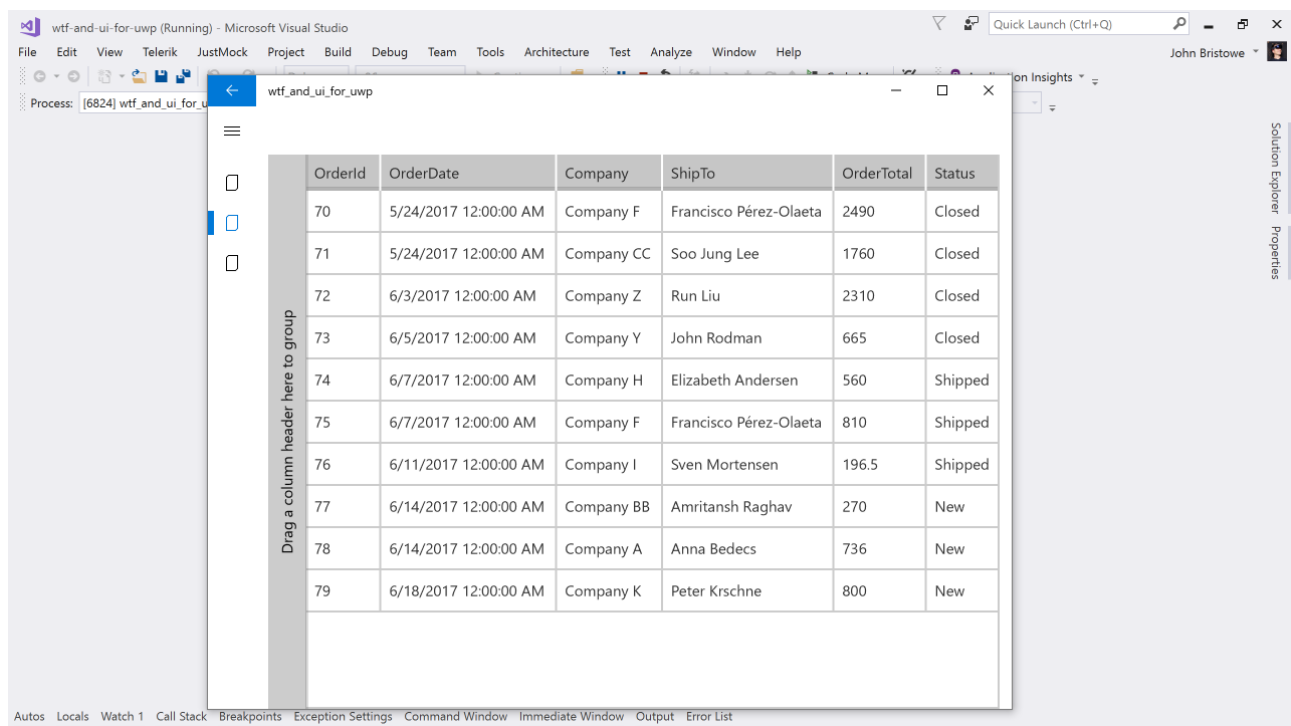 wtf-and-ui-for-uwp (Running) - Microsoft Visual Studio Quick Launch (Ctrl+Q)
File Edit View Telerik JustMock Project Build Debug Team Tools Architecture Test Analyze Window Help John Bristowe
on Insights
Process: [6824] wtf_and_ui_for_u
wtf_and_ui_for_uwp
Solution Explorer
Properties
Drag a column header here to group
OrderId OrderDate Company ShipTo OrderTotal Status
70 5/24/2017 12:00:00 AM Company F Francisco Pérez-Olaeta 2490 Closed
71 5/24/2017 12:00:00 AM Company CC Soo Jung Lee 1760 Closed
72 6/3/2017 12:00:00 AM Company Z Run Liu 2310 Closed
73 6/5/2017 12:00:00 AM Company Y John Rodman 665 Closed
74 6/7/2017 12:00:00 AM Company H Elizabeth Andersen 560 Shipped
75 6/7/2017 12:00:00 AM Company F Francisco Pérez-Olaeta 810 Shipped
76 6/11/2017 12:00:00 AM Company I Sven Mortensen 196.5 Shipped
77 6/14/2017 12:00:00 AM Company BB Amritansh Raghav 270 New
78 6/14/2017 12:00:00 AM Company A Anna Bedecs 736 New
79 6/18/2017 12:00:00 AM Company K Peter Krschne 800 New
Autos Locals Watch 1 Call Stack Breakpoints Exception Settings Command Window Immediate Window Output Error List